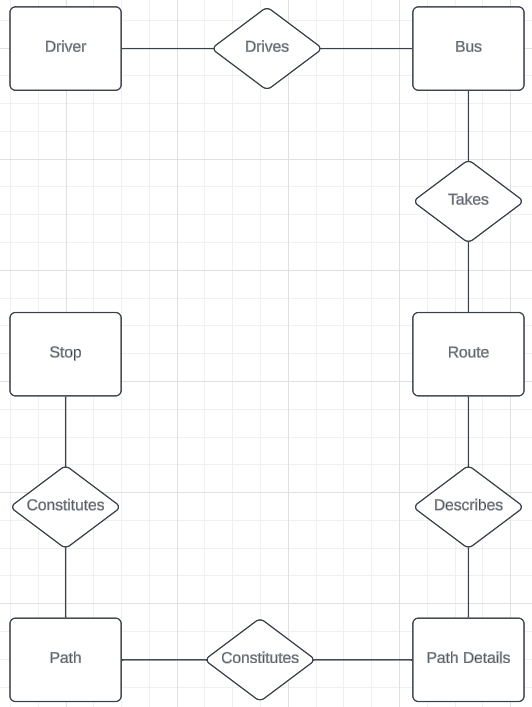 Driver
Drives
Bus
Takes
Stop
Route
Constitutes
Describes
Path
Constitutes
Path Details